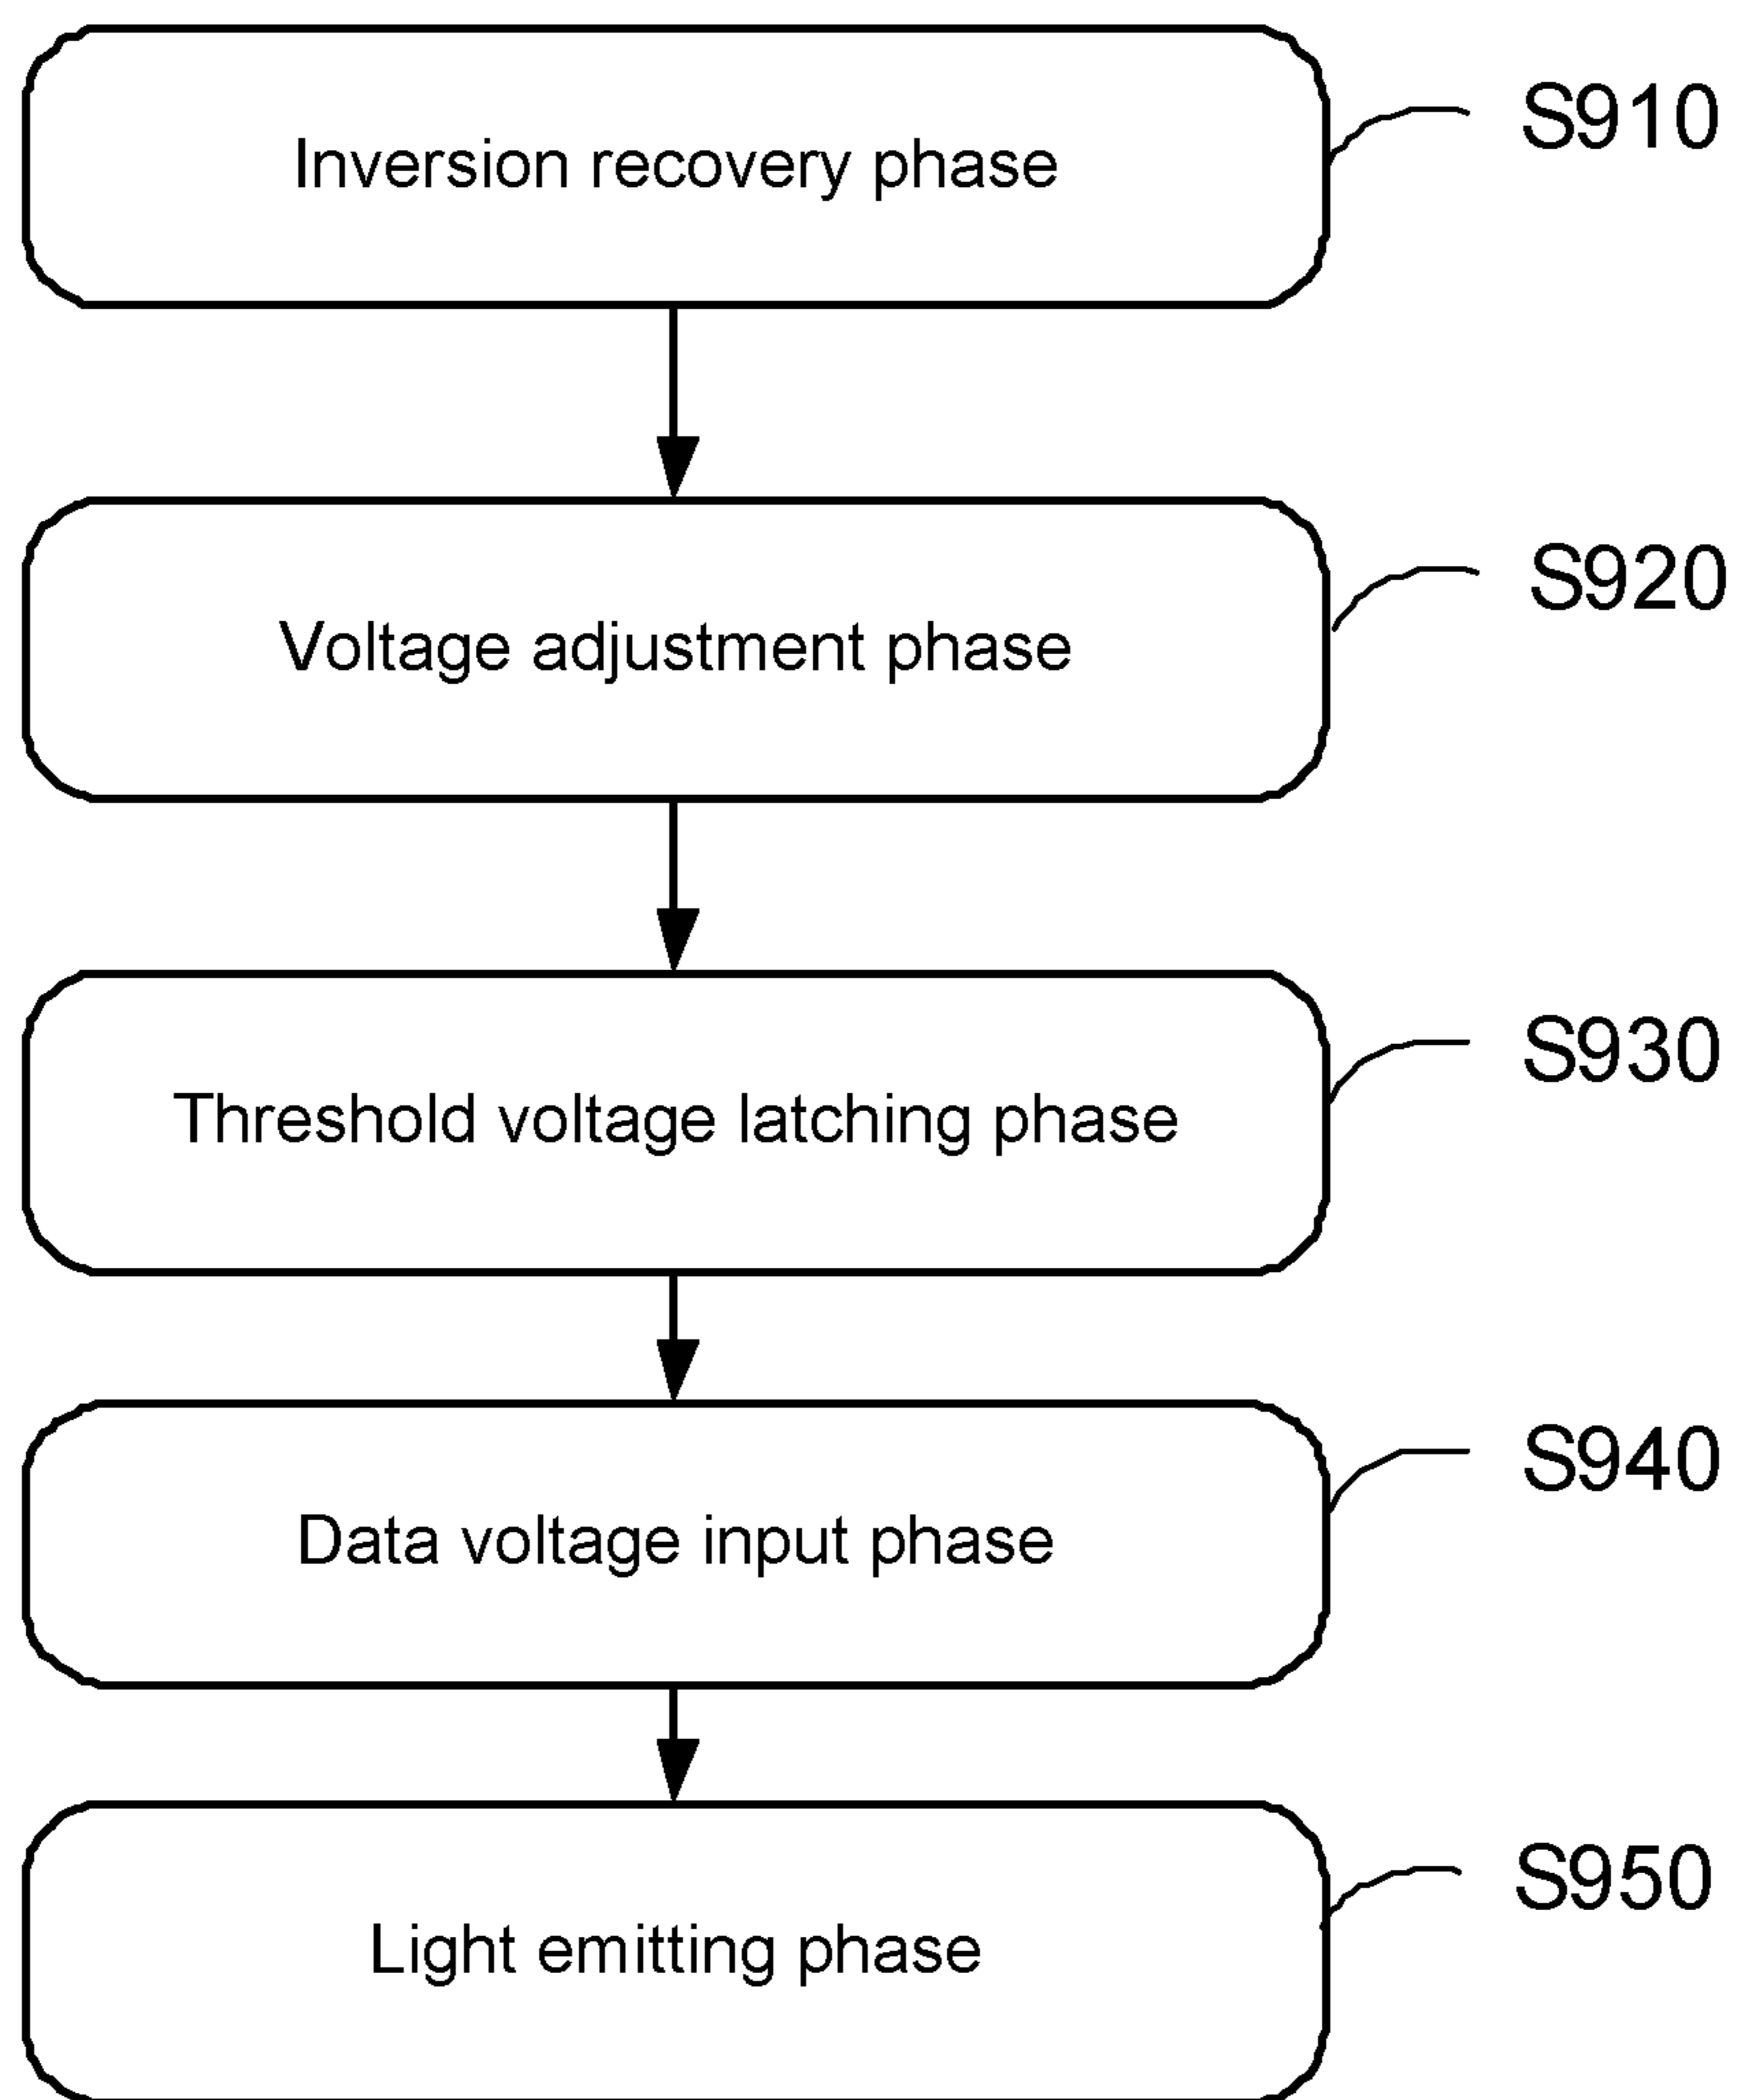 Inversion recovery phase
S910
Voltage adjustment phase
S920
Threshold voltage latching phase
S930
Data voltage input phase
S940
Light emitting phase
S950